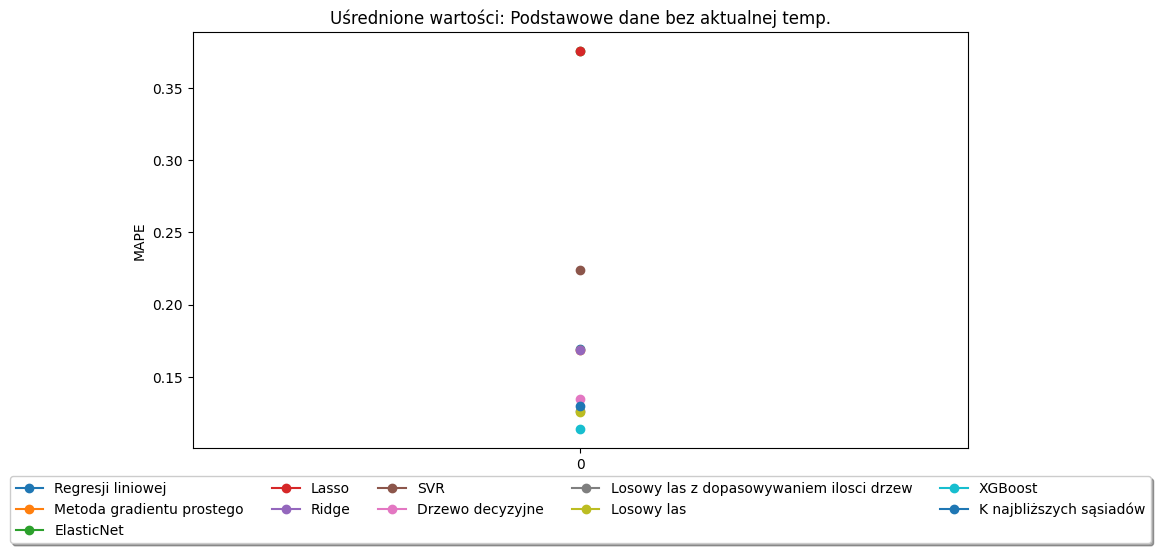 Uśrednione wartości: Podstawowe dane bez aktualnej temp.
0.35
0.30
0.25
0.20
0.15
MAPE
0
Regresji liniowej
Metoda gradientu prostego
ElasticNet
Lasso
Ridge
SVR
Drzewo decyzyjne
Losowy las z dopasowywaniem ilosci drzew
Losowy las
XGBoost
K najbliższych sąsiadów